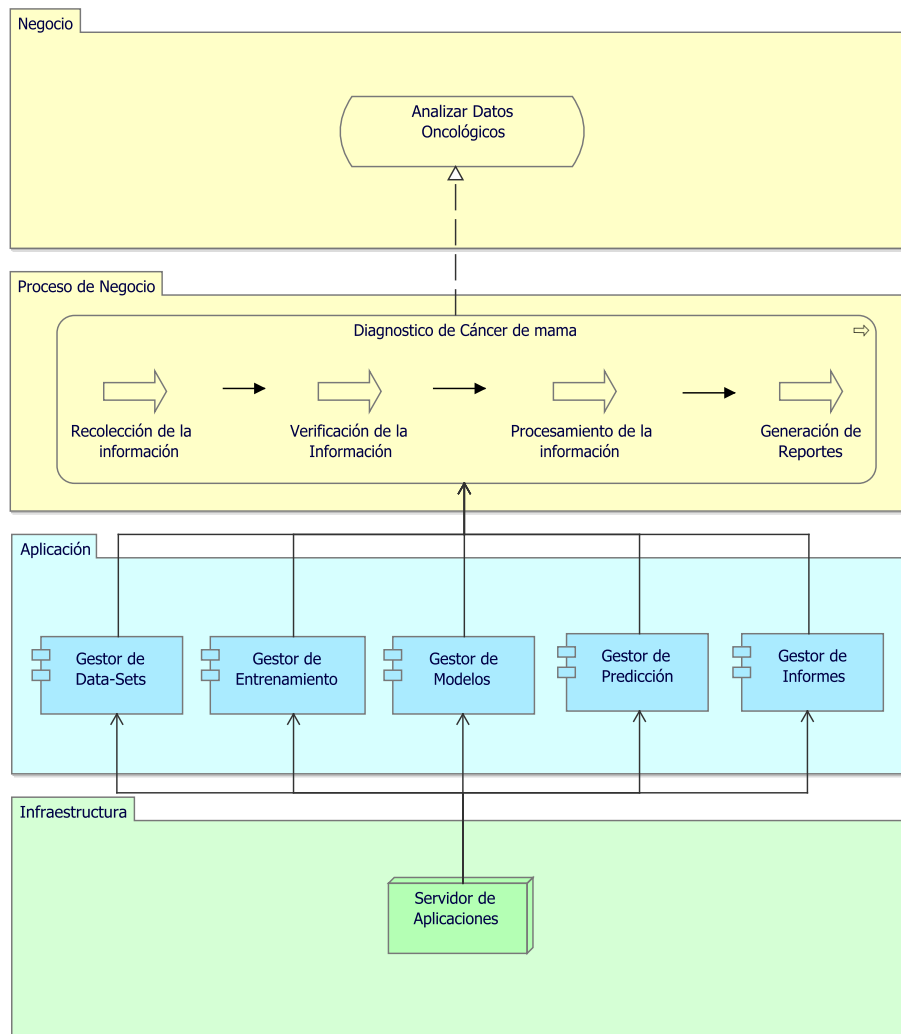 Negocio
Analizar Datos
Oncológicos
Proceso de Negocio
Diagnostico de Cáncer de mama
Recolección de la
información
Verificación de la
Información
Procesamiento de la
información
Generación de
Reportes
Aplicación
Gestor de
Data-Sets
Gestor de
Entrenamiento
Gestor de
Modelos
Gestor de
Predicción
Gestor de
Informes
Infraestructura
Servidor de
Aplicaciones